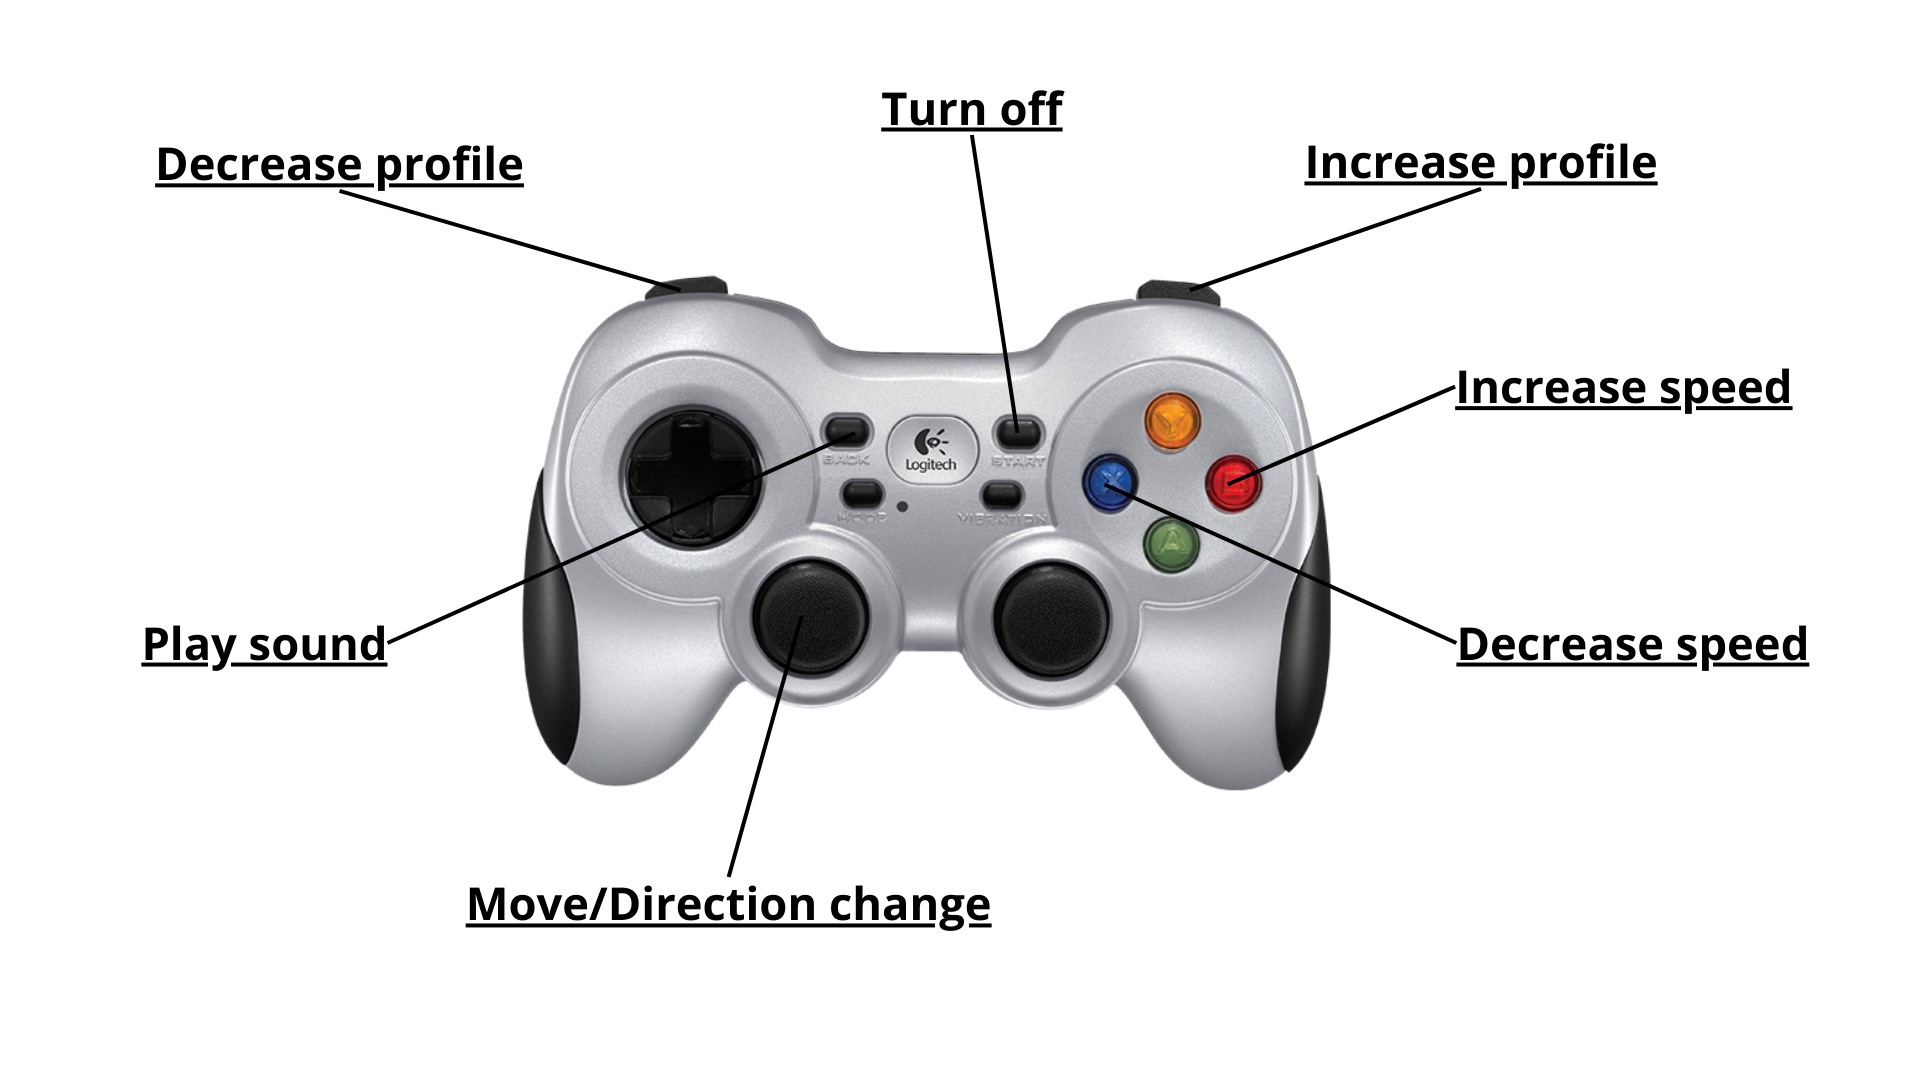 Turn off
Decrease profile
Increase profile
Increase speed
BACK
Logitech
START
Y
X
B
MODE
VIBRATION
A
Play sound
Decrease speed
Move/Direction change